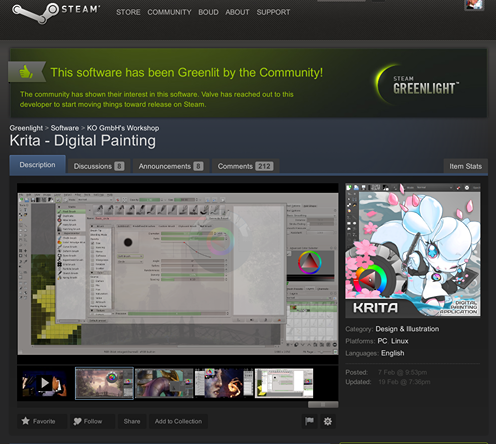 STEAM™
STORE COMMUNITY BOUD ABOUT SUPPORT
This software has been Greenlit by the Community!
The community has shown their interest in this software. Valve has reached out to this
developer to start moving things toward release on Steam.
STEAM
GREENLIGHT™
Greenlight > Software > KO GmbH's Workshop
Krita - Digital Painting
Description Discussions 8 Announcements 8 Comments 212 Item Stats
KRITA
DIGITAL
PAINTING
APPLICATION
Category: Design & Illustration
Platforms: PC Linux
Languages: English
Posted: 7 Feb @ 9:53pm
Updated: 19 Feb @ 7:36pm
Favorite Follow Share Add to Collection